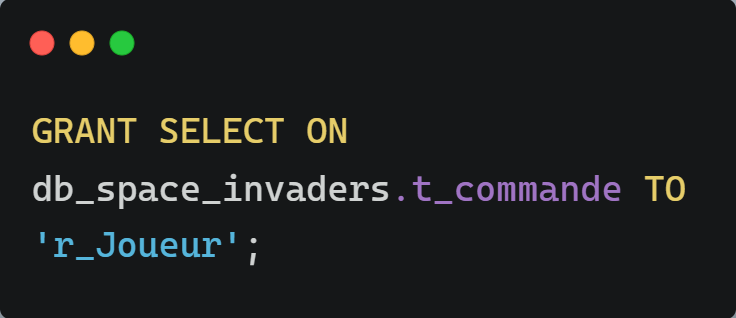 GRANT SELECT ON
db_space_invaders.t_commande TO
'r_Joueur';